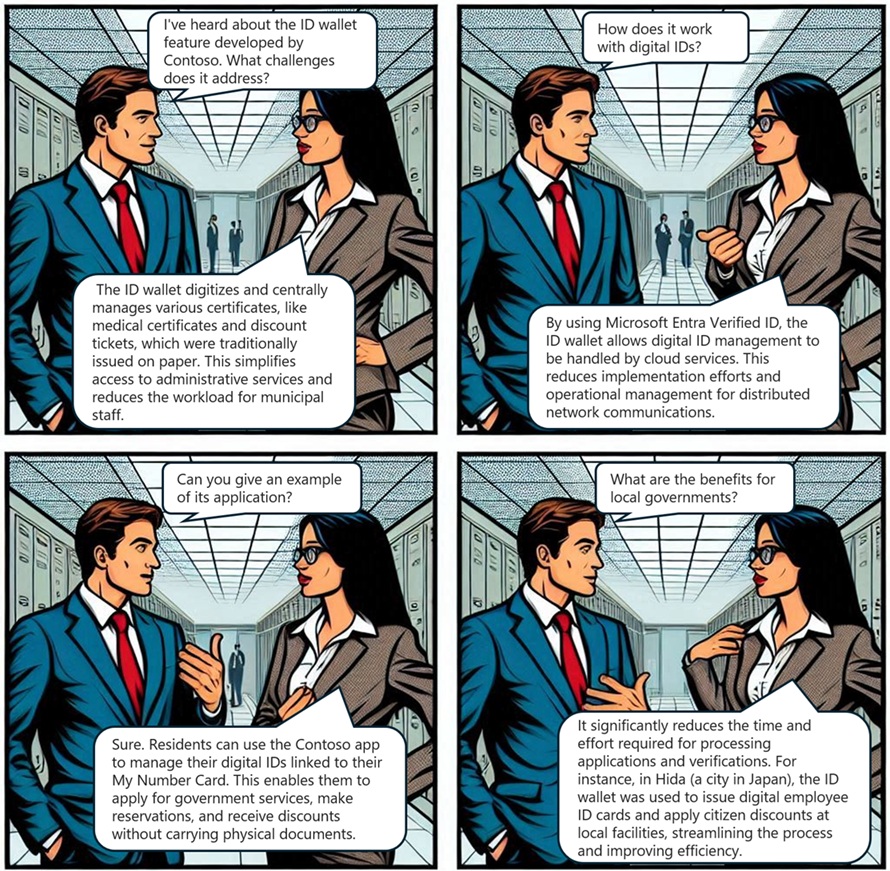 I've heard about the ID wallet
feature developed by
Contoso. What challenges
does it address?
The ID wallet digitizes and centrally
manages various certificates, like
medical certificates and discount
tickets, which were traditionally
issued on paper. This simplifies
access to administrative services and
reduces the workload for municipal
staff.
How does it work
with digital IDs?
By using Microsoft Entra Verified ID, the
ID wallet allows digital ID management to
be handled by cloud services. This
reduces implementation efforts and
operational management for distributed
network communications.
Can you give an example
of its application?
Sure. Residents can use the Contoso app
to manage their digital IDs linked to their
My Number Card. This enables them to
apply for government services, make
reservations, and receive discounts
without carrying physical documents.
What are the benefits for
local governments?
It significantly reduces the time and
effort required for processing
applications and verifications. For
instance, in Hida (a city in Japan), the ID
wallet was used to issue digital employee
ID cards and apply citizen discounts at
local facilities, streamlining the process
and improving efficiency.